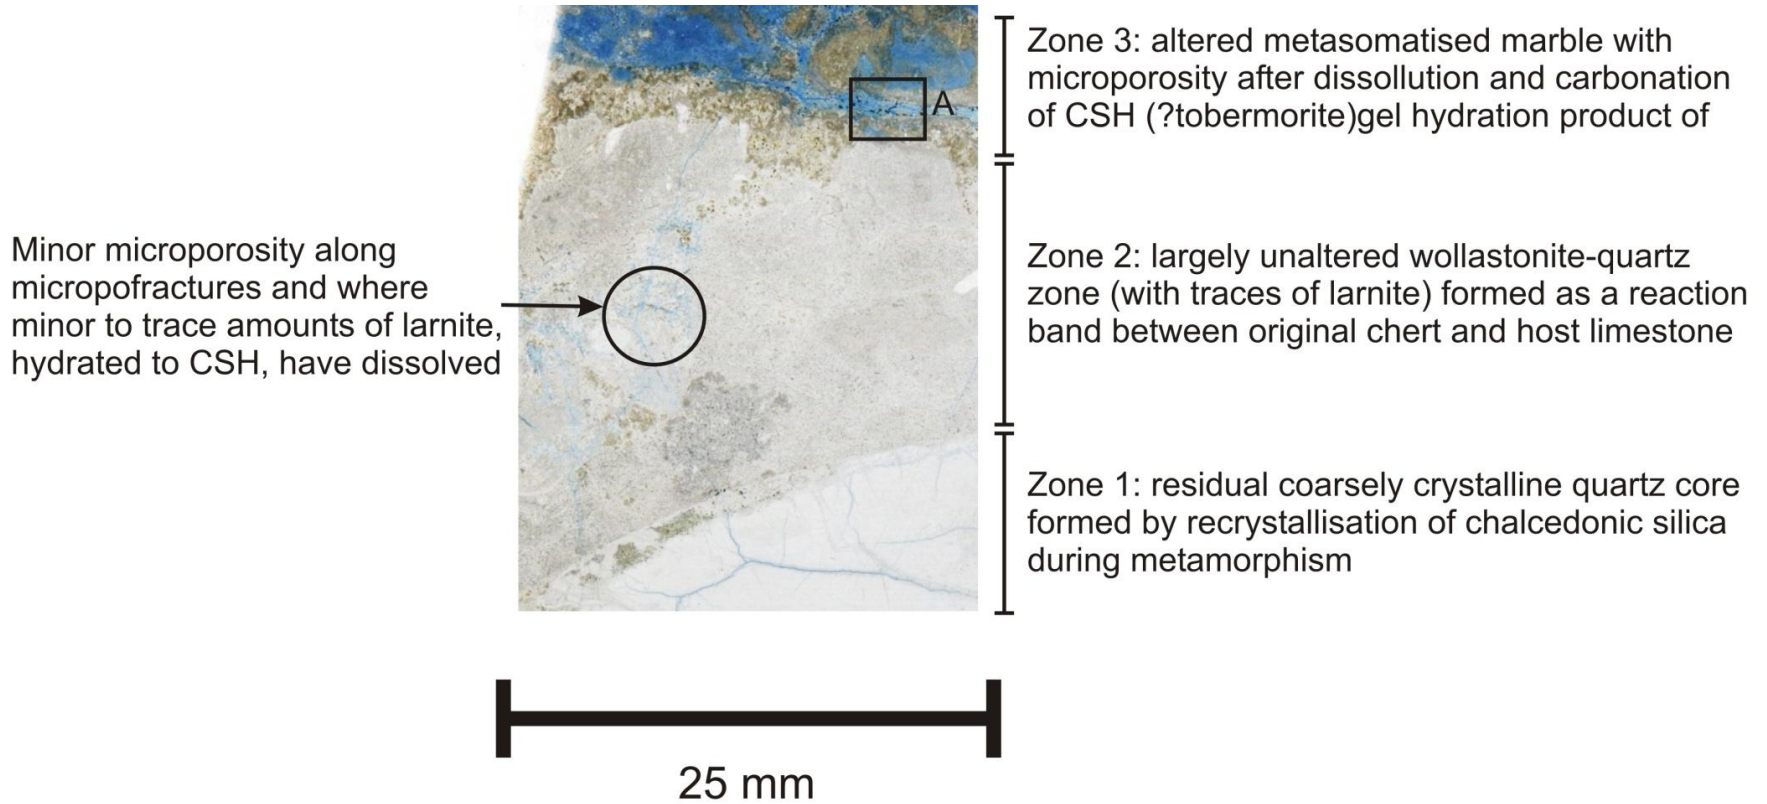 Zone 3: altered metasomatised marble with
microporosity after dissollution and carbonation
of CSH (?tobermorite)gel hydration product of
A
Minor microporosity along
micropofractures and where
minor to trace amounts of larnite,
hydrated to CSH, have dissolved
Zone 2: largely unaltered wollastonite-quartz
zone (with traces of larnite) formed as a reaction
band between original chert and host limestone
Zone 1: residual coarsely crystalline quartz core
formed by recrystallisation of chalcedonic silica
during metamorphism
25 mm